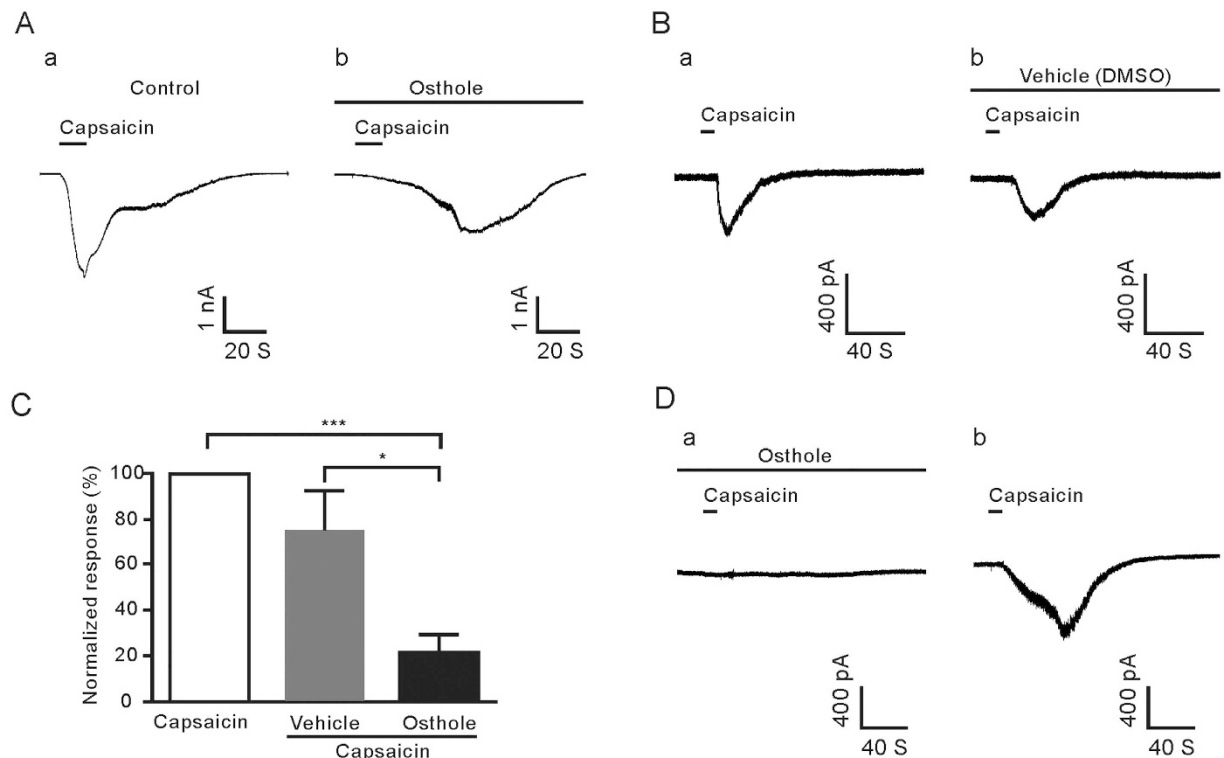 A
a
Control
Capsaicin
1 nA
20 S
b
Osthole
Capsaicin
1 nA
20 S
B
a
Capsaicin
400 pA
40 S
b
Vehicle (DMSO)
Capsaicin
400 pA
40 S
C
***
*
Normalized response (%)
100
80
60
40
20
0
Capsaicin
Vehicle
Osthole
Capsaicin
D
a
Osthole
Capsaicin
400 pA
40 S
b
Capsaicin
400 pA
40 S